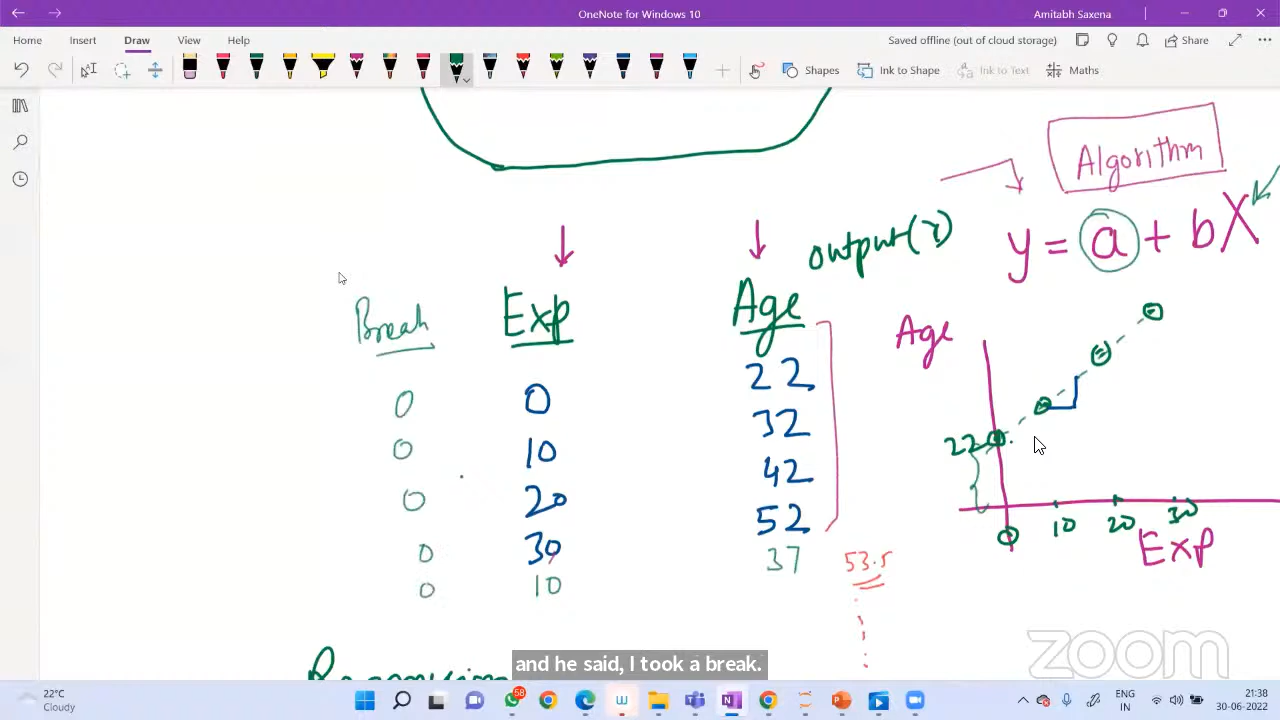 OneNote for Windows 10
Amitabh Saxena
Home Insert Draw View Help
Saved offline (out of cloud storage)
Share
Shapes
Ink to Shape
Ink to Text
Maths
Algorithm
y = a + bX
output(Y)
Break Exp Age
0 0 22
0 10 32
0 20 42
0 30 52
0 10 37
53.5
Age
22
0 10 20 30
Exp
zoom
and he said, I took a break.
22°C
Cloudy
58
ENG
IN
21:38
30-06-2022